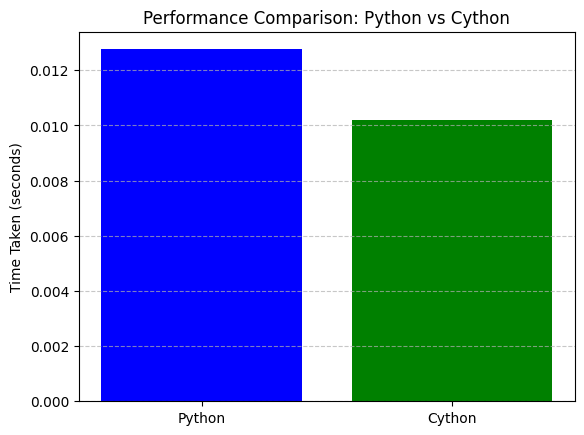 Performance Comparison: Python vs Cython
Time Taken (seconds)
0.012
0.010
0.008
0.006
0.004
0.002
0.000
Python
Cython